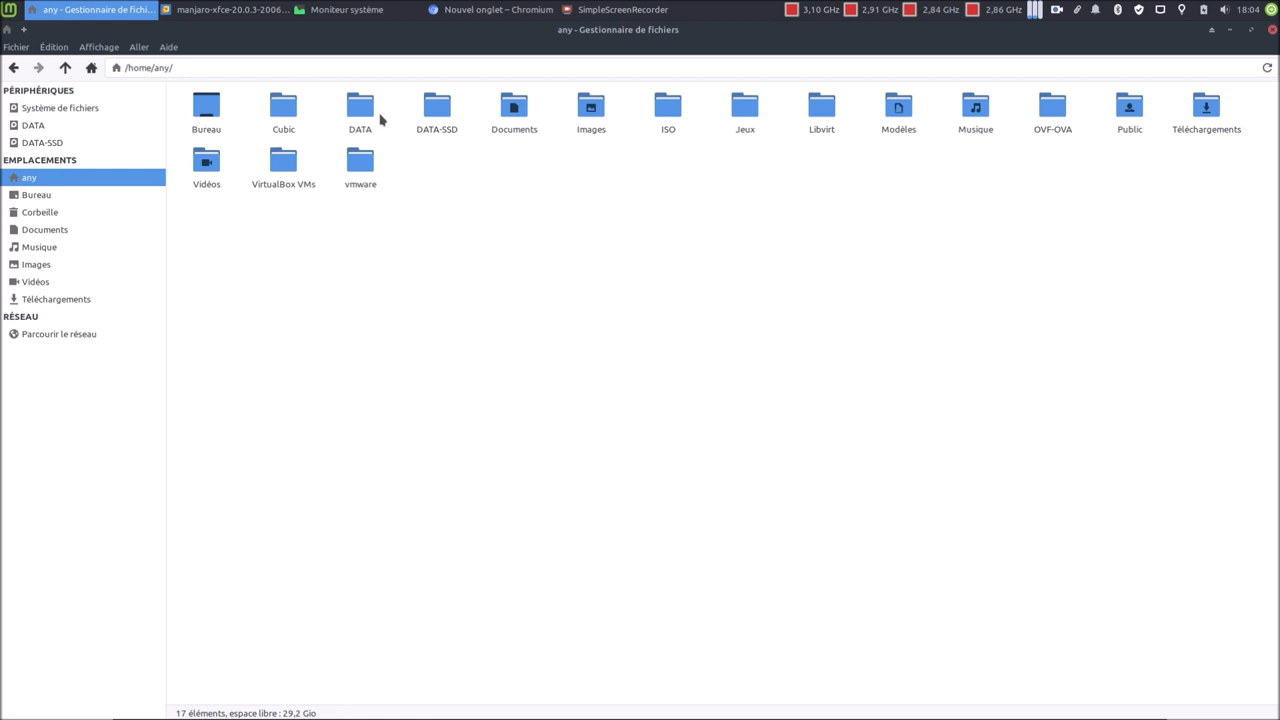 any - Gestionnaire de fichi... manjaro-xfce-20.0.3-2006... Moniteur système Nouvel onglet – Chromium SimpleScreenRecorder 3,10 GHz 2,91 GHz 2,84 GHz 2,86 GHz 18:04
any - Gestionnaire de fichiers
Fichier Édition Affichage Aller Aide
/home/any/
PÉRIPHÉRIQUES
Système de fichiers
DATA
DATA-SSD
EMPLACEMENTS
any
Bureau
Corbeille
Documents
Musique
Images
Vidéos
Téléchargements
RÉSEAU
Parcourir le réseau
Bureau Cubic DATA DATA-SSD Documents Images ISO Jeux Libvirt Modèles Musique OVF-OVA Public Téléchargements
Vidéos VirtualBox VMs vmware
17 éléments, espace libre : 29,2 Gio